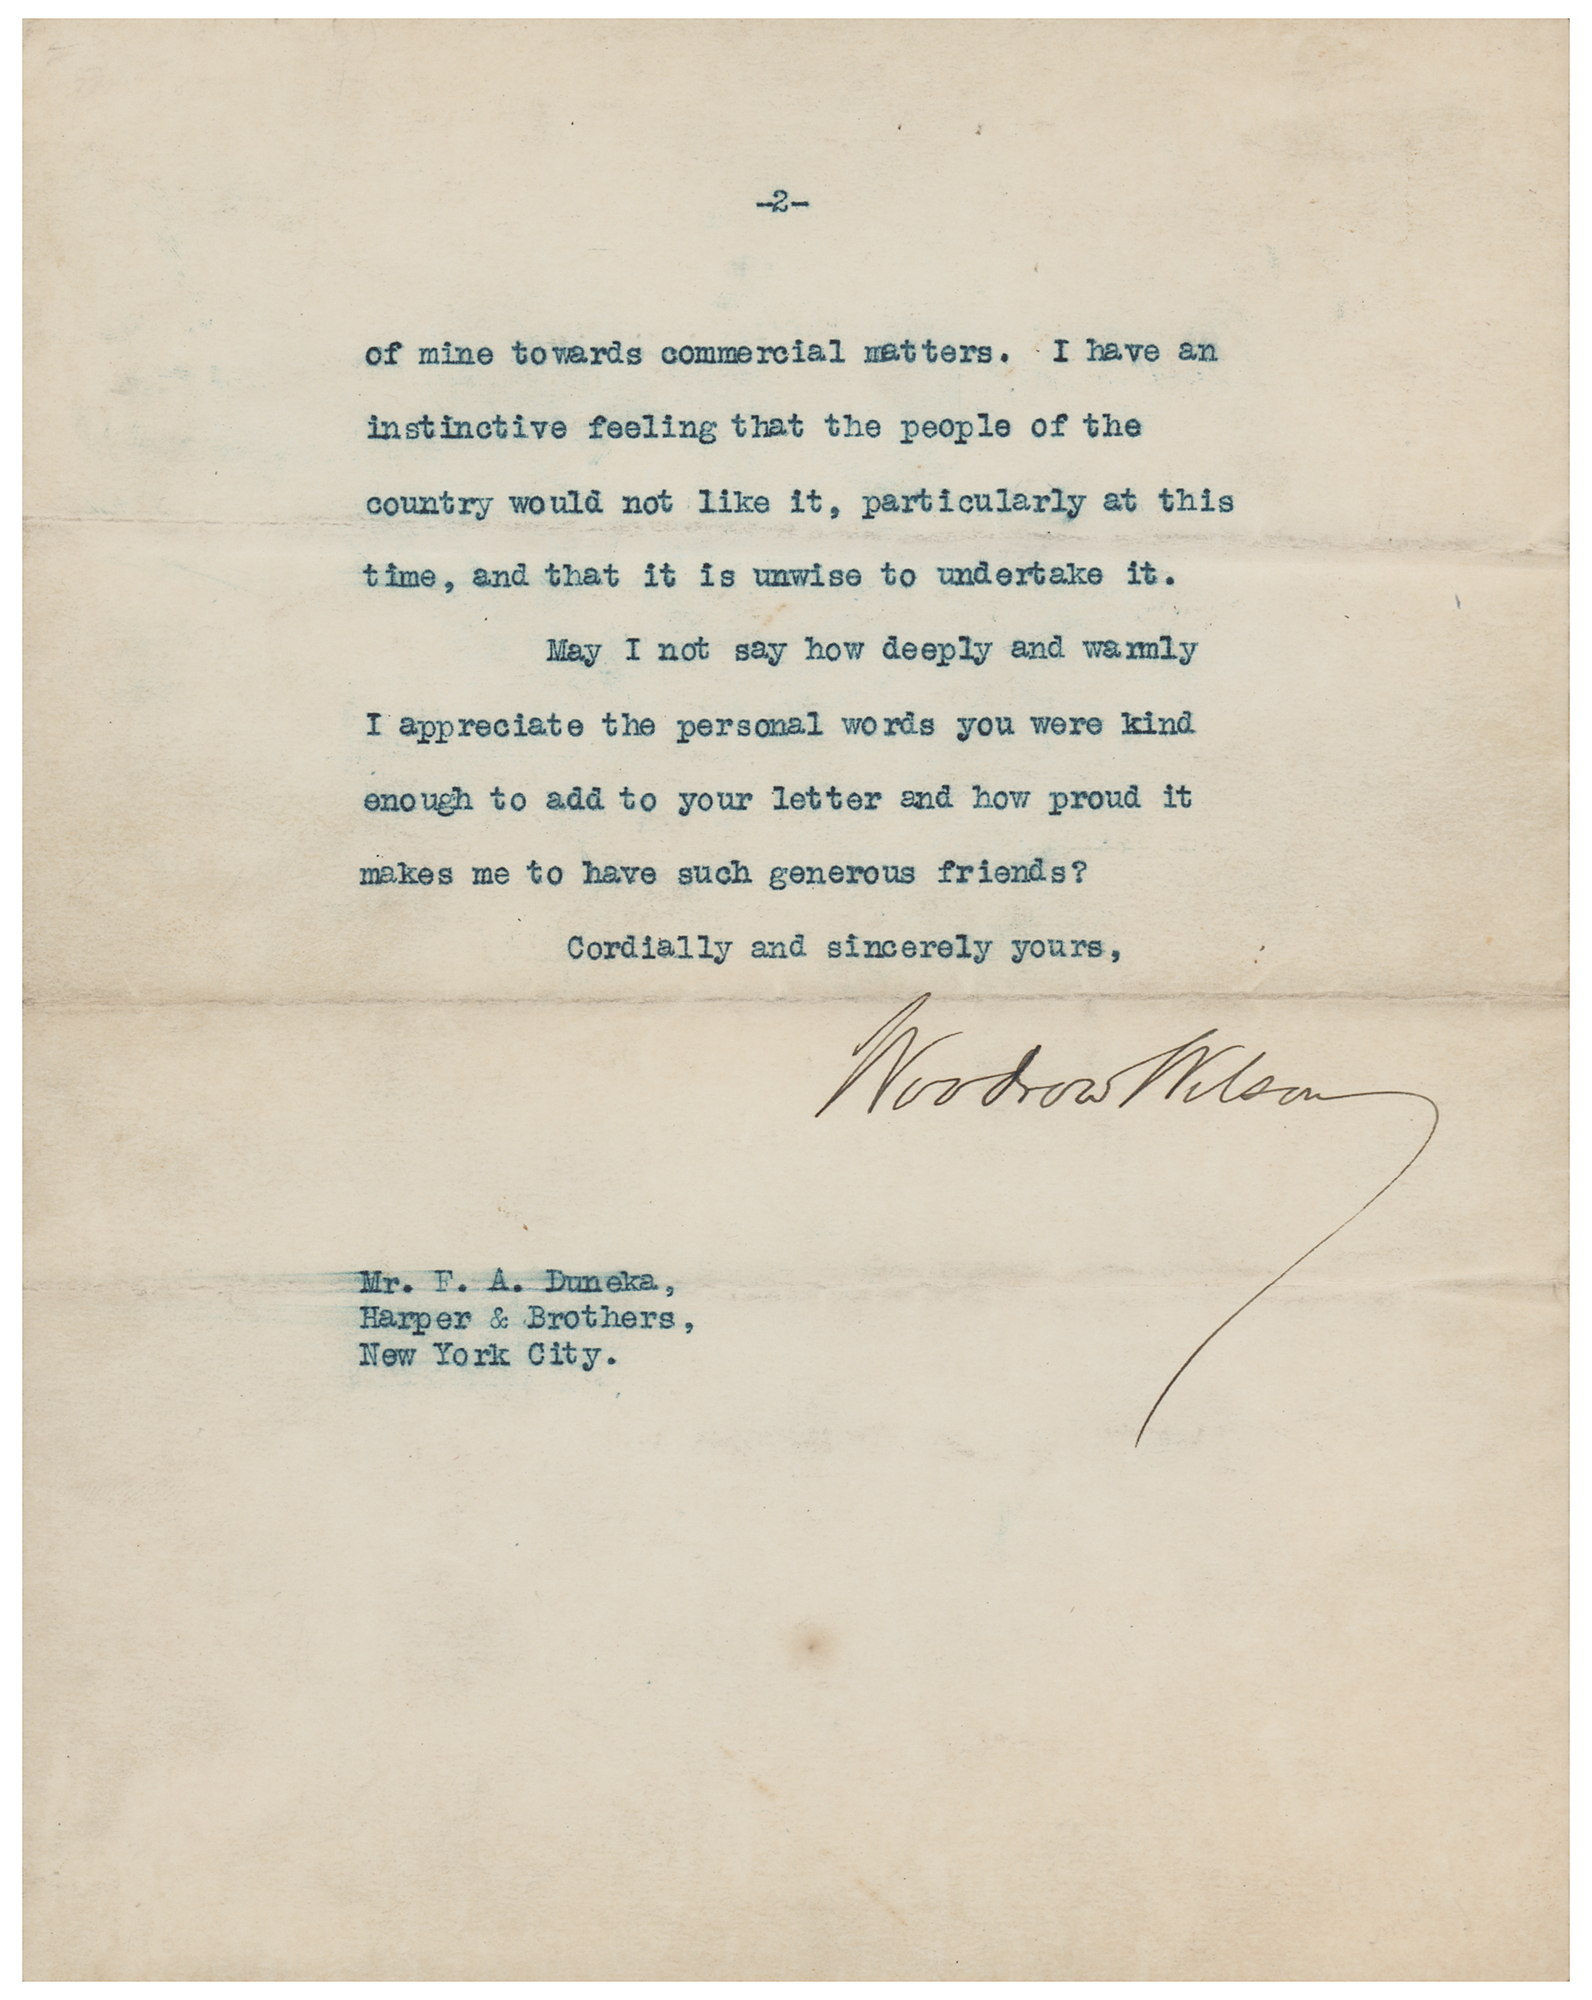 -2-
of mine towards commercial matters. I have an
instinctive feeling that the people of the
country would not like it, particularly at this
time, and that it is unwise to undertake it.
May I not say how deeply and warmly
I appreciate the personal words you were kind
enough to add to your letter and how proud it
makes me to have such generous friends?
Cordially and sincerely yours,
Woodrow Wilson
Mr. F. A. Duneka,
Harper & Brothers,
New York City.